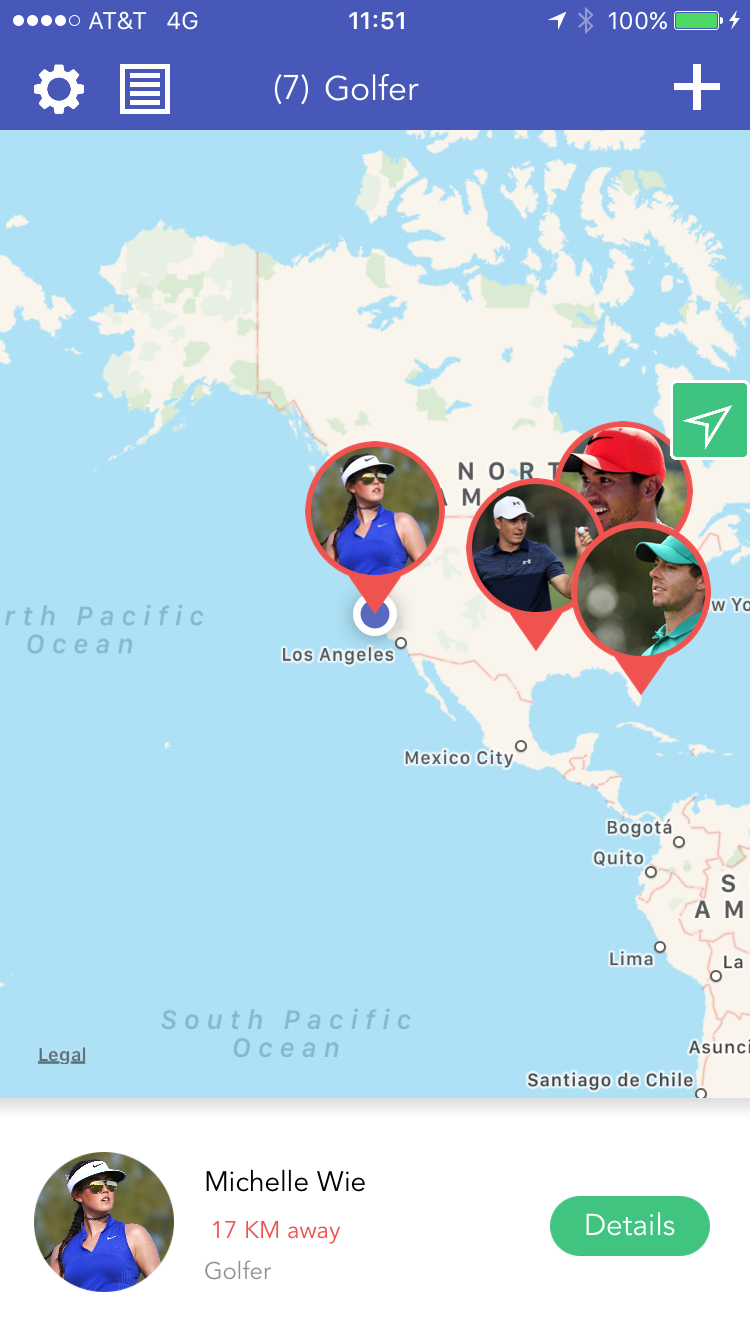 AT&T 4G 11:51 100%
(7) Golfer
NORT
AM
rth Pacific
Ocean
w Yo
Los Angeles
Mexico City
Bogotá
Quito
S
AM
Lima
La
South Pacific
Ocean
Legal
Asunci
Santiago de Chile
Michelle Wie
17 KM away
Golfer
Details